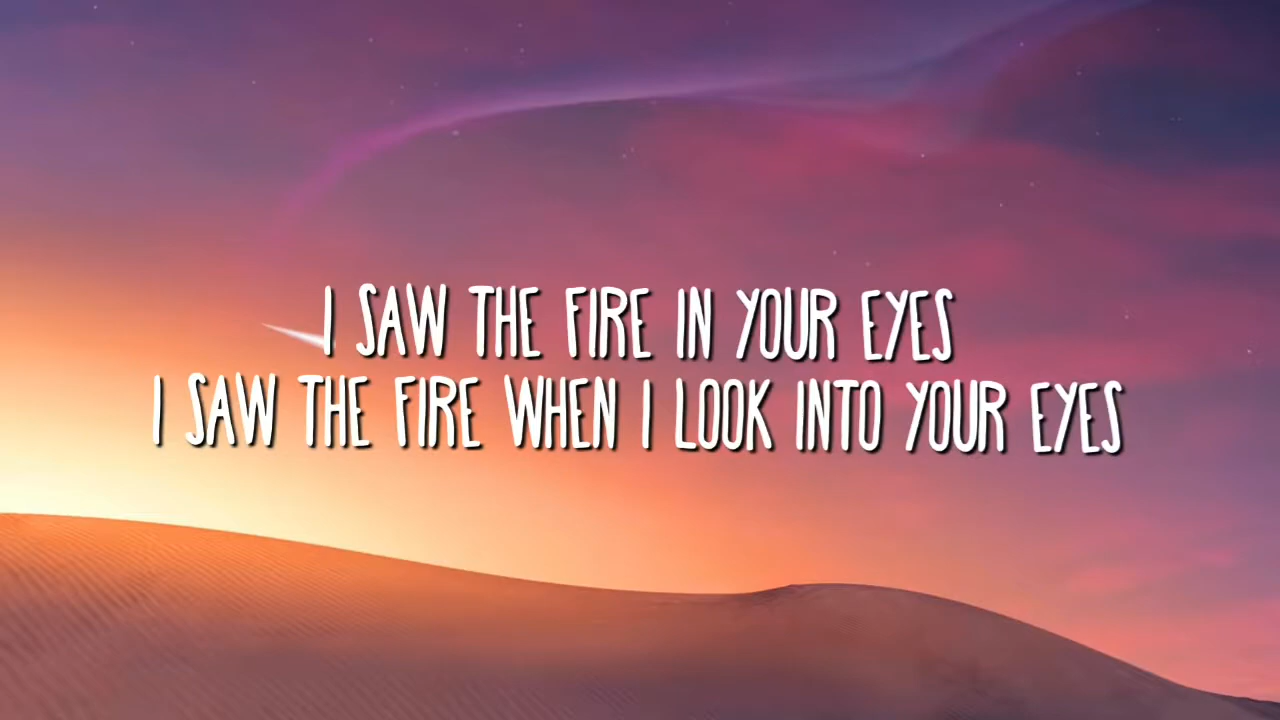 I SAW THE FIRE IN YOUR EYES
I SAW THE FIRE WHEN I LOOK INTO YOUR EYES